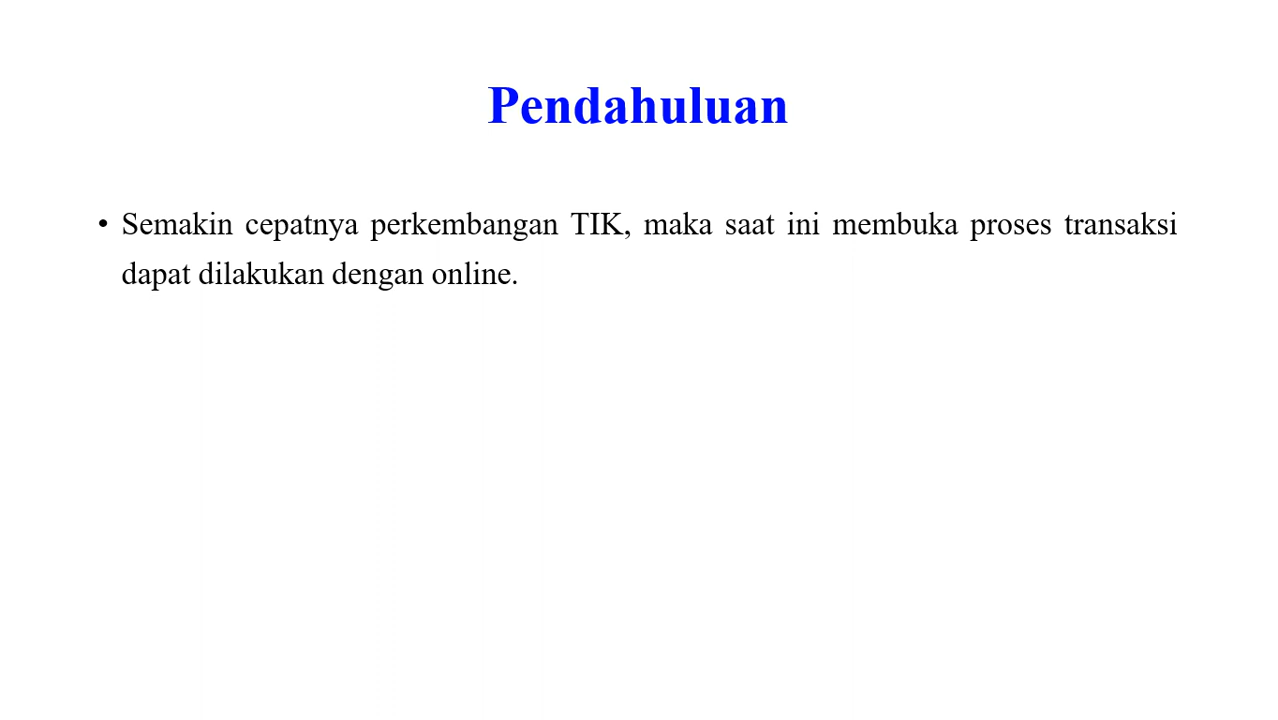 Pendahuluan
• Semakin cepatnya perkembangan TIK, maka saat ini membuka proses transaksi
dapat dilakukan dengan online.